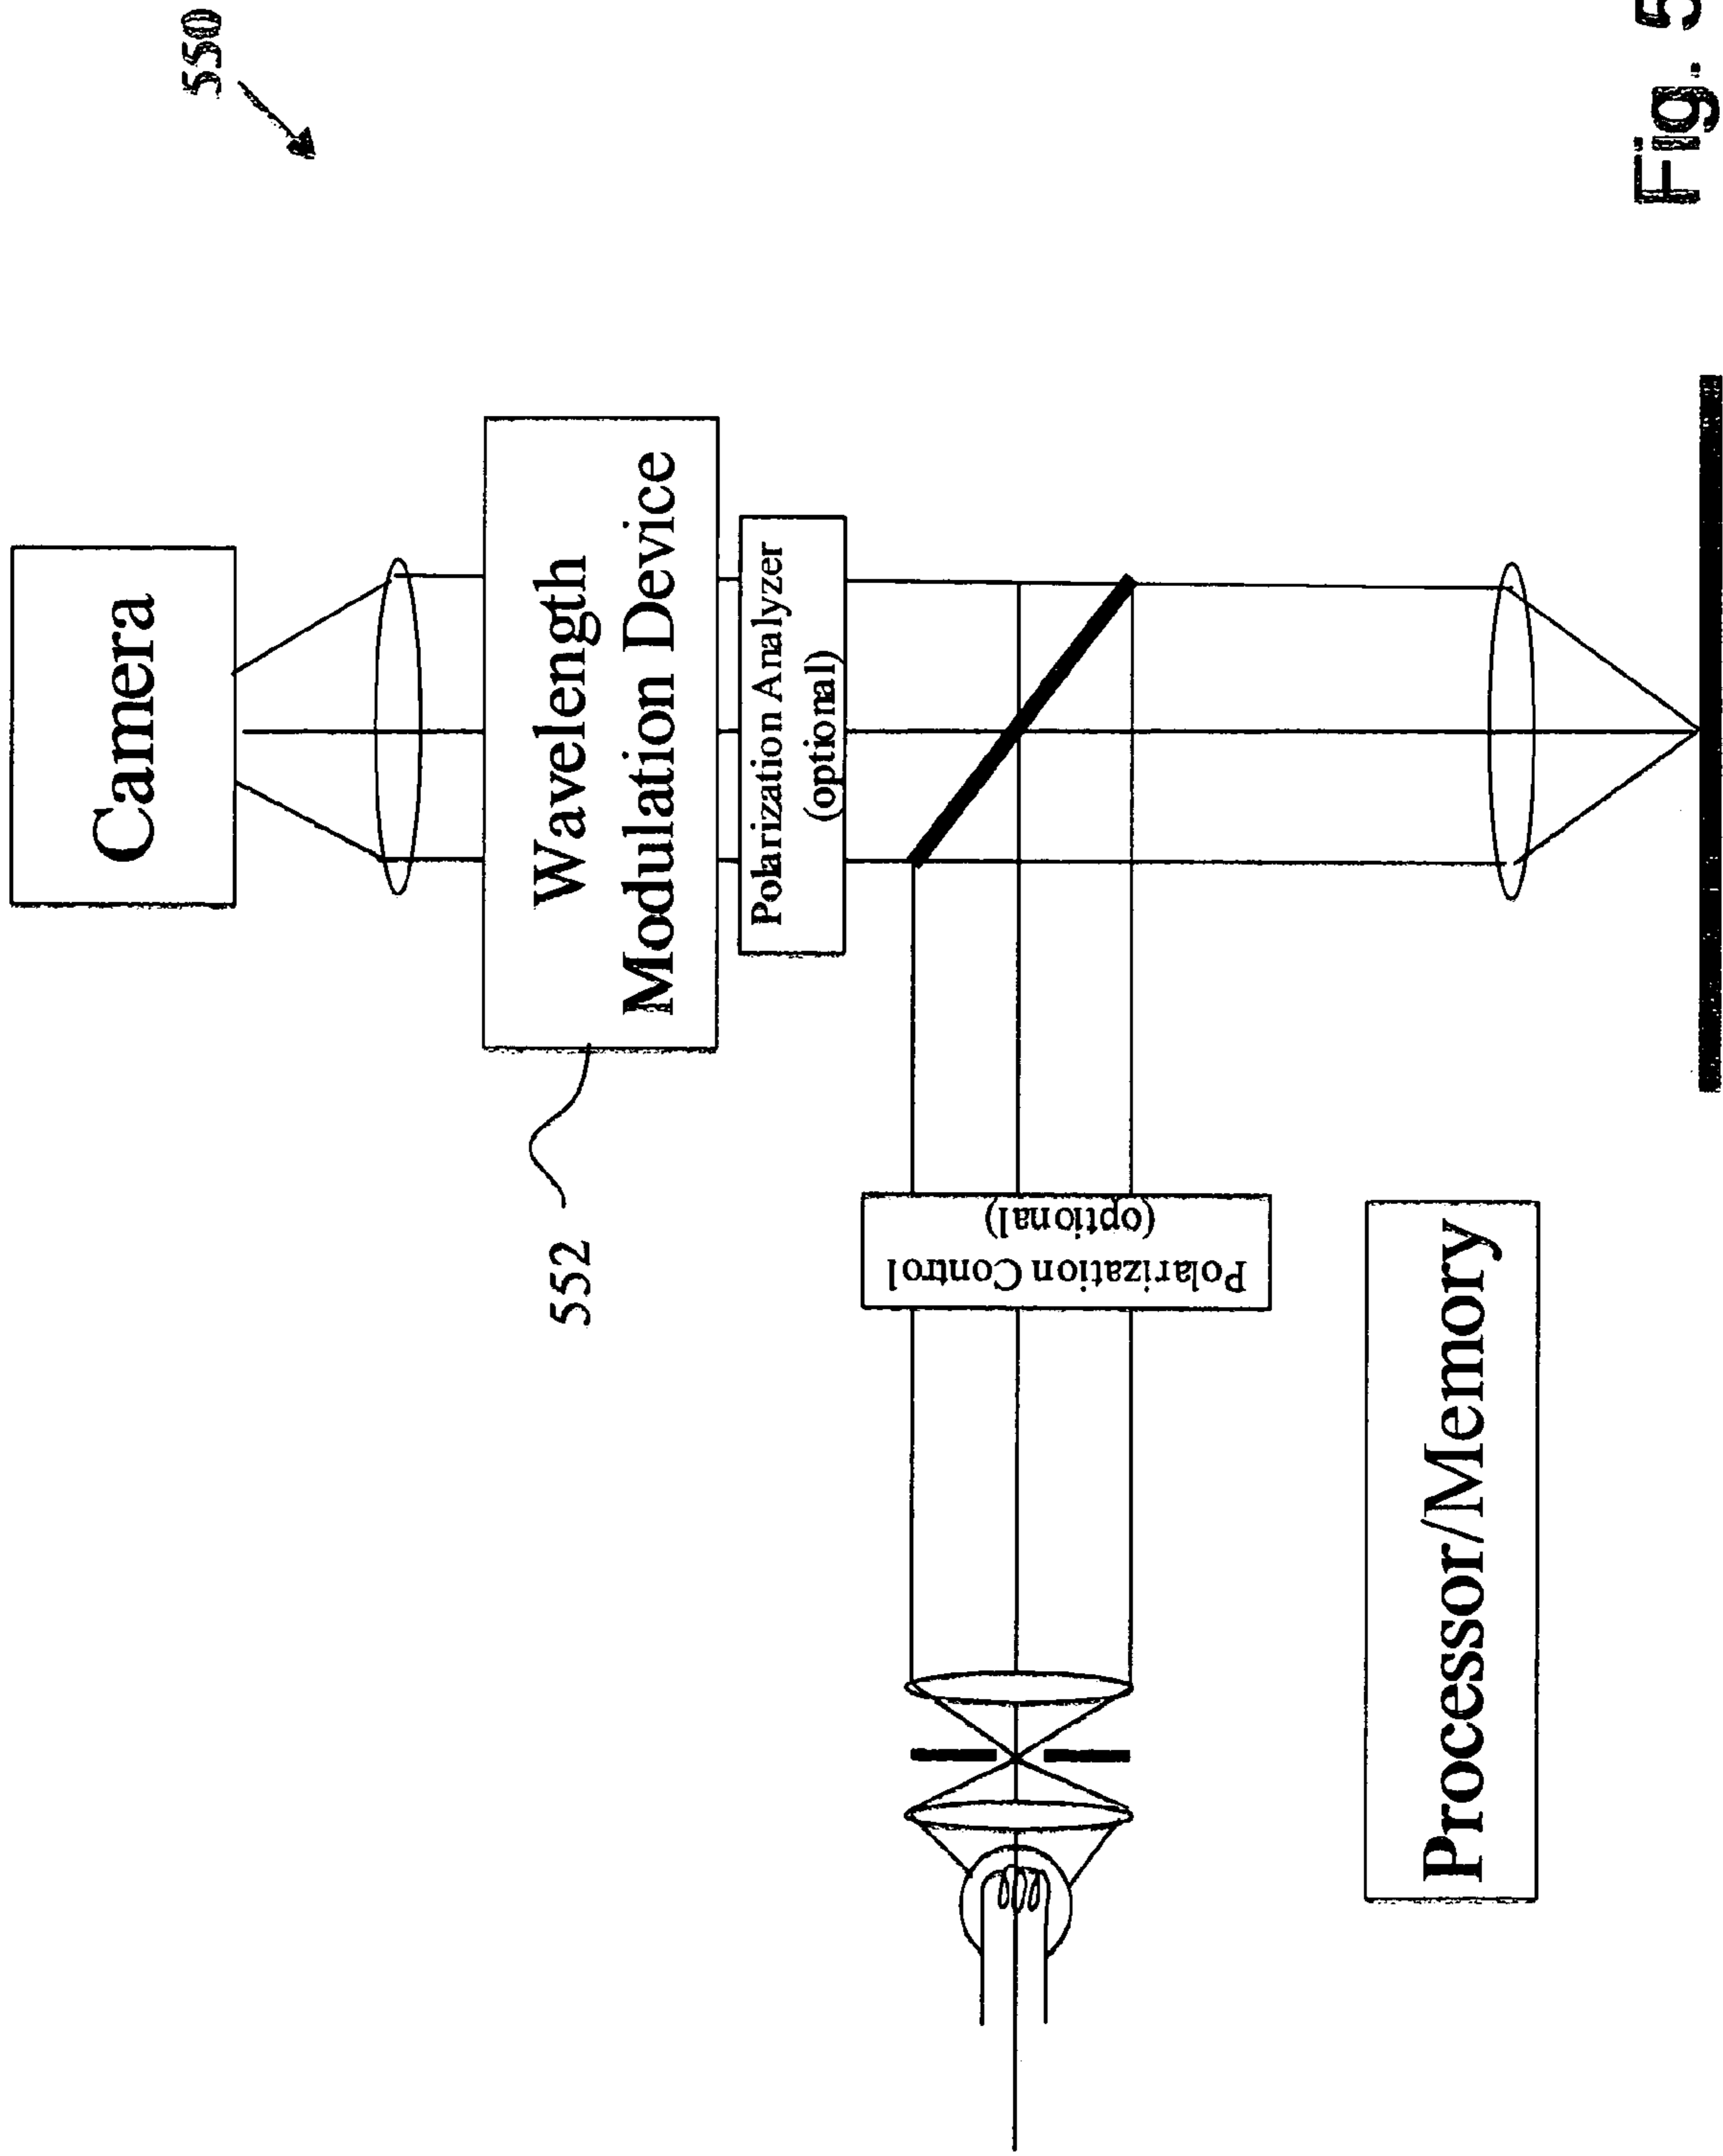 550
Camera
Wavelength
Modulation Device
Polarization Analyzer
(optional)
552
Polarization Control
(optional)
Processor/Memory
Fig. 5